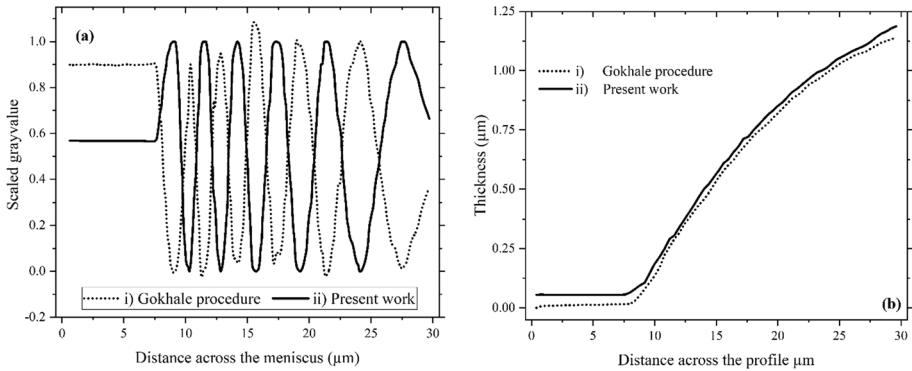 (a)
1.0
0.8
0.6
0.4
0.2
0.0
-0.2
Scaled grayvalue
i) Gokhale procedure
ii) Present work
0 5 10 15 20 25 30
Distance across the meniscus (µm)
1.25
1.00
0.75
0.50
0.25
0.00
Thickness (µm)
i) Gokhale procedure
ii) Present work
(b)
0 5 10 15 20 25 30
Distance across the profile µm